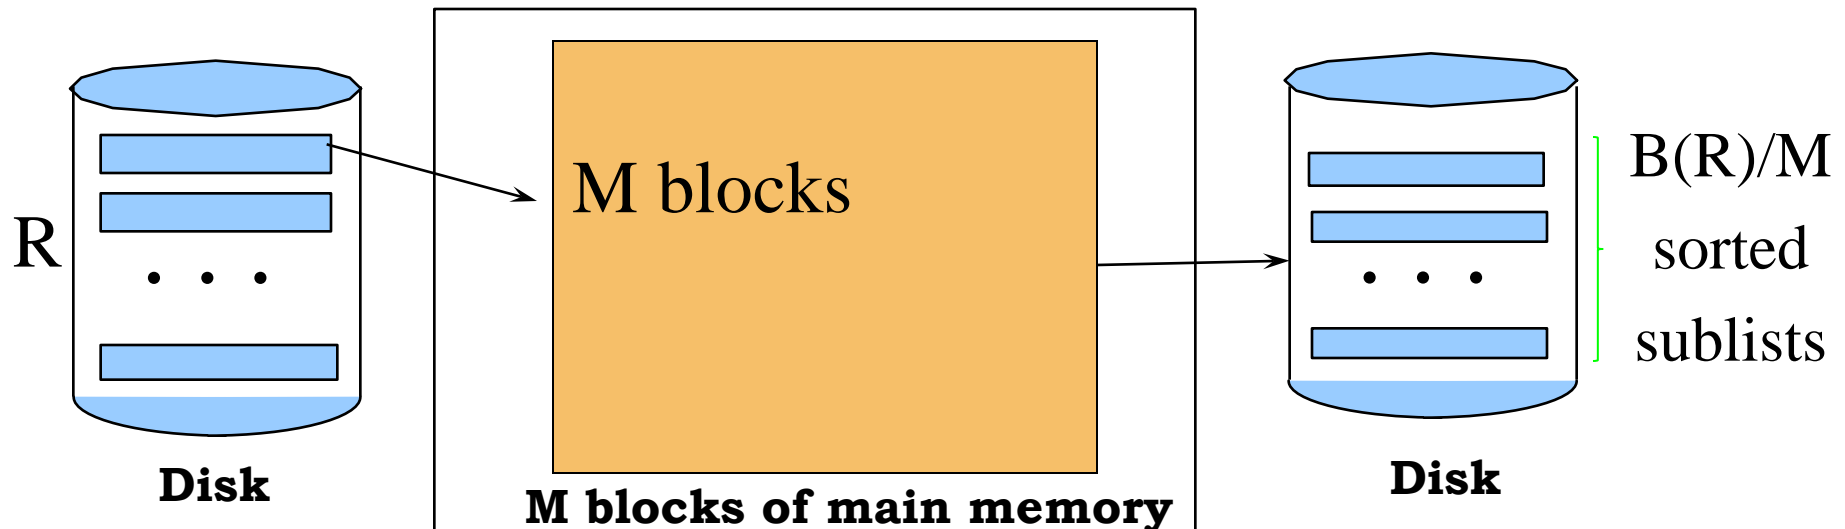 R
• • •
Disk
M blocks
M blocks of main memory
• • •
Disk
B(R)/M
sorted
sublists